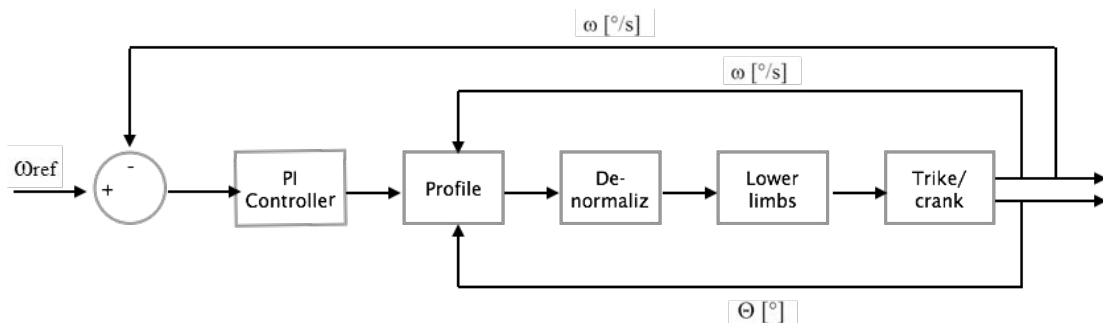 ω [°/s]
ω [°/s]
ωref
-
+
PI
Controller
Profile
De-
normaliz
Lower
limbs
Trike/
crank
Θ [°]